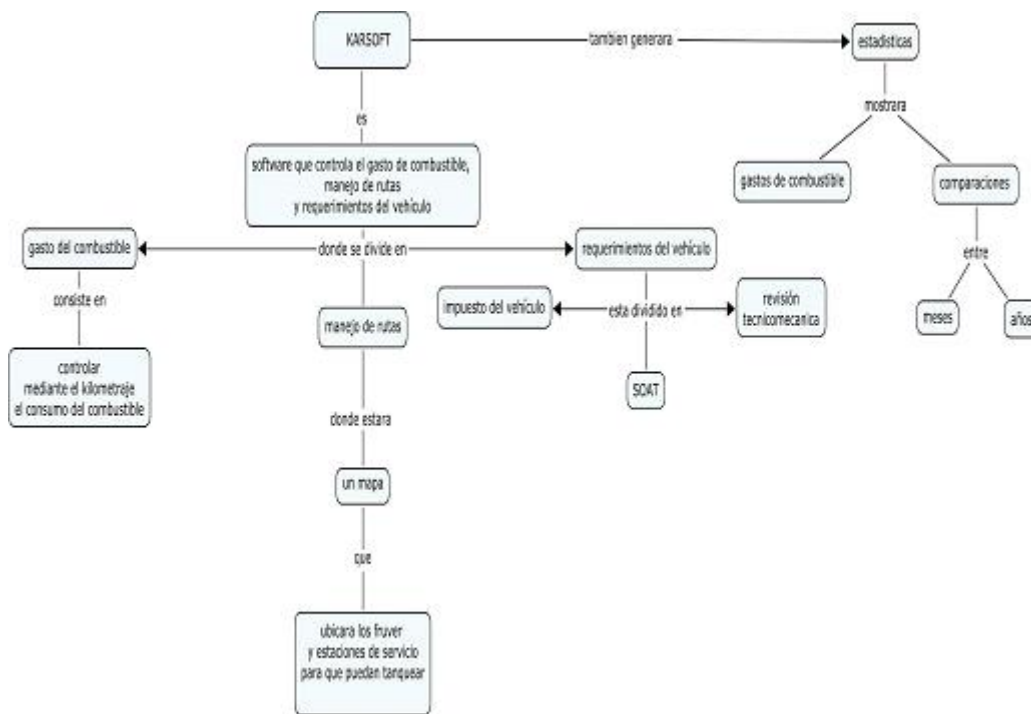 KARSOFT
tambien generara
estadisticas
es
mostrara
software que controla el gasto de combustible,
manejo de rutas
y requerimientos del vehículo
gastos de combustible
comparaciones
gasto del combustible
donde se divide en
requerimientos del vehículo
entre
consiste en
impuesto del vehículo
esta dividido en
revisión
tecnicomecanica
meses
años
manejo de rutas
controlar
mediante el kilometraje
el consumo del combustible
SOAT
donde estara
un mapa
que
ubicara los fruver
y estaciones de servicio
para que puedan tanquear